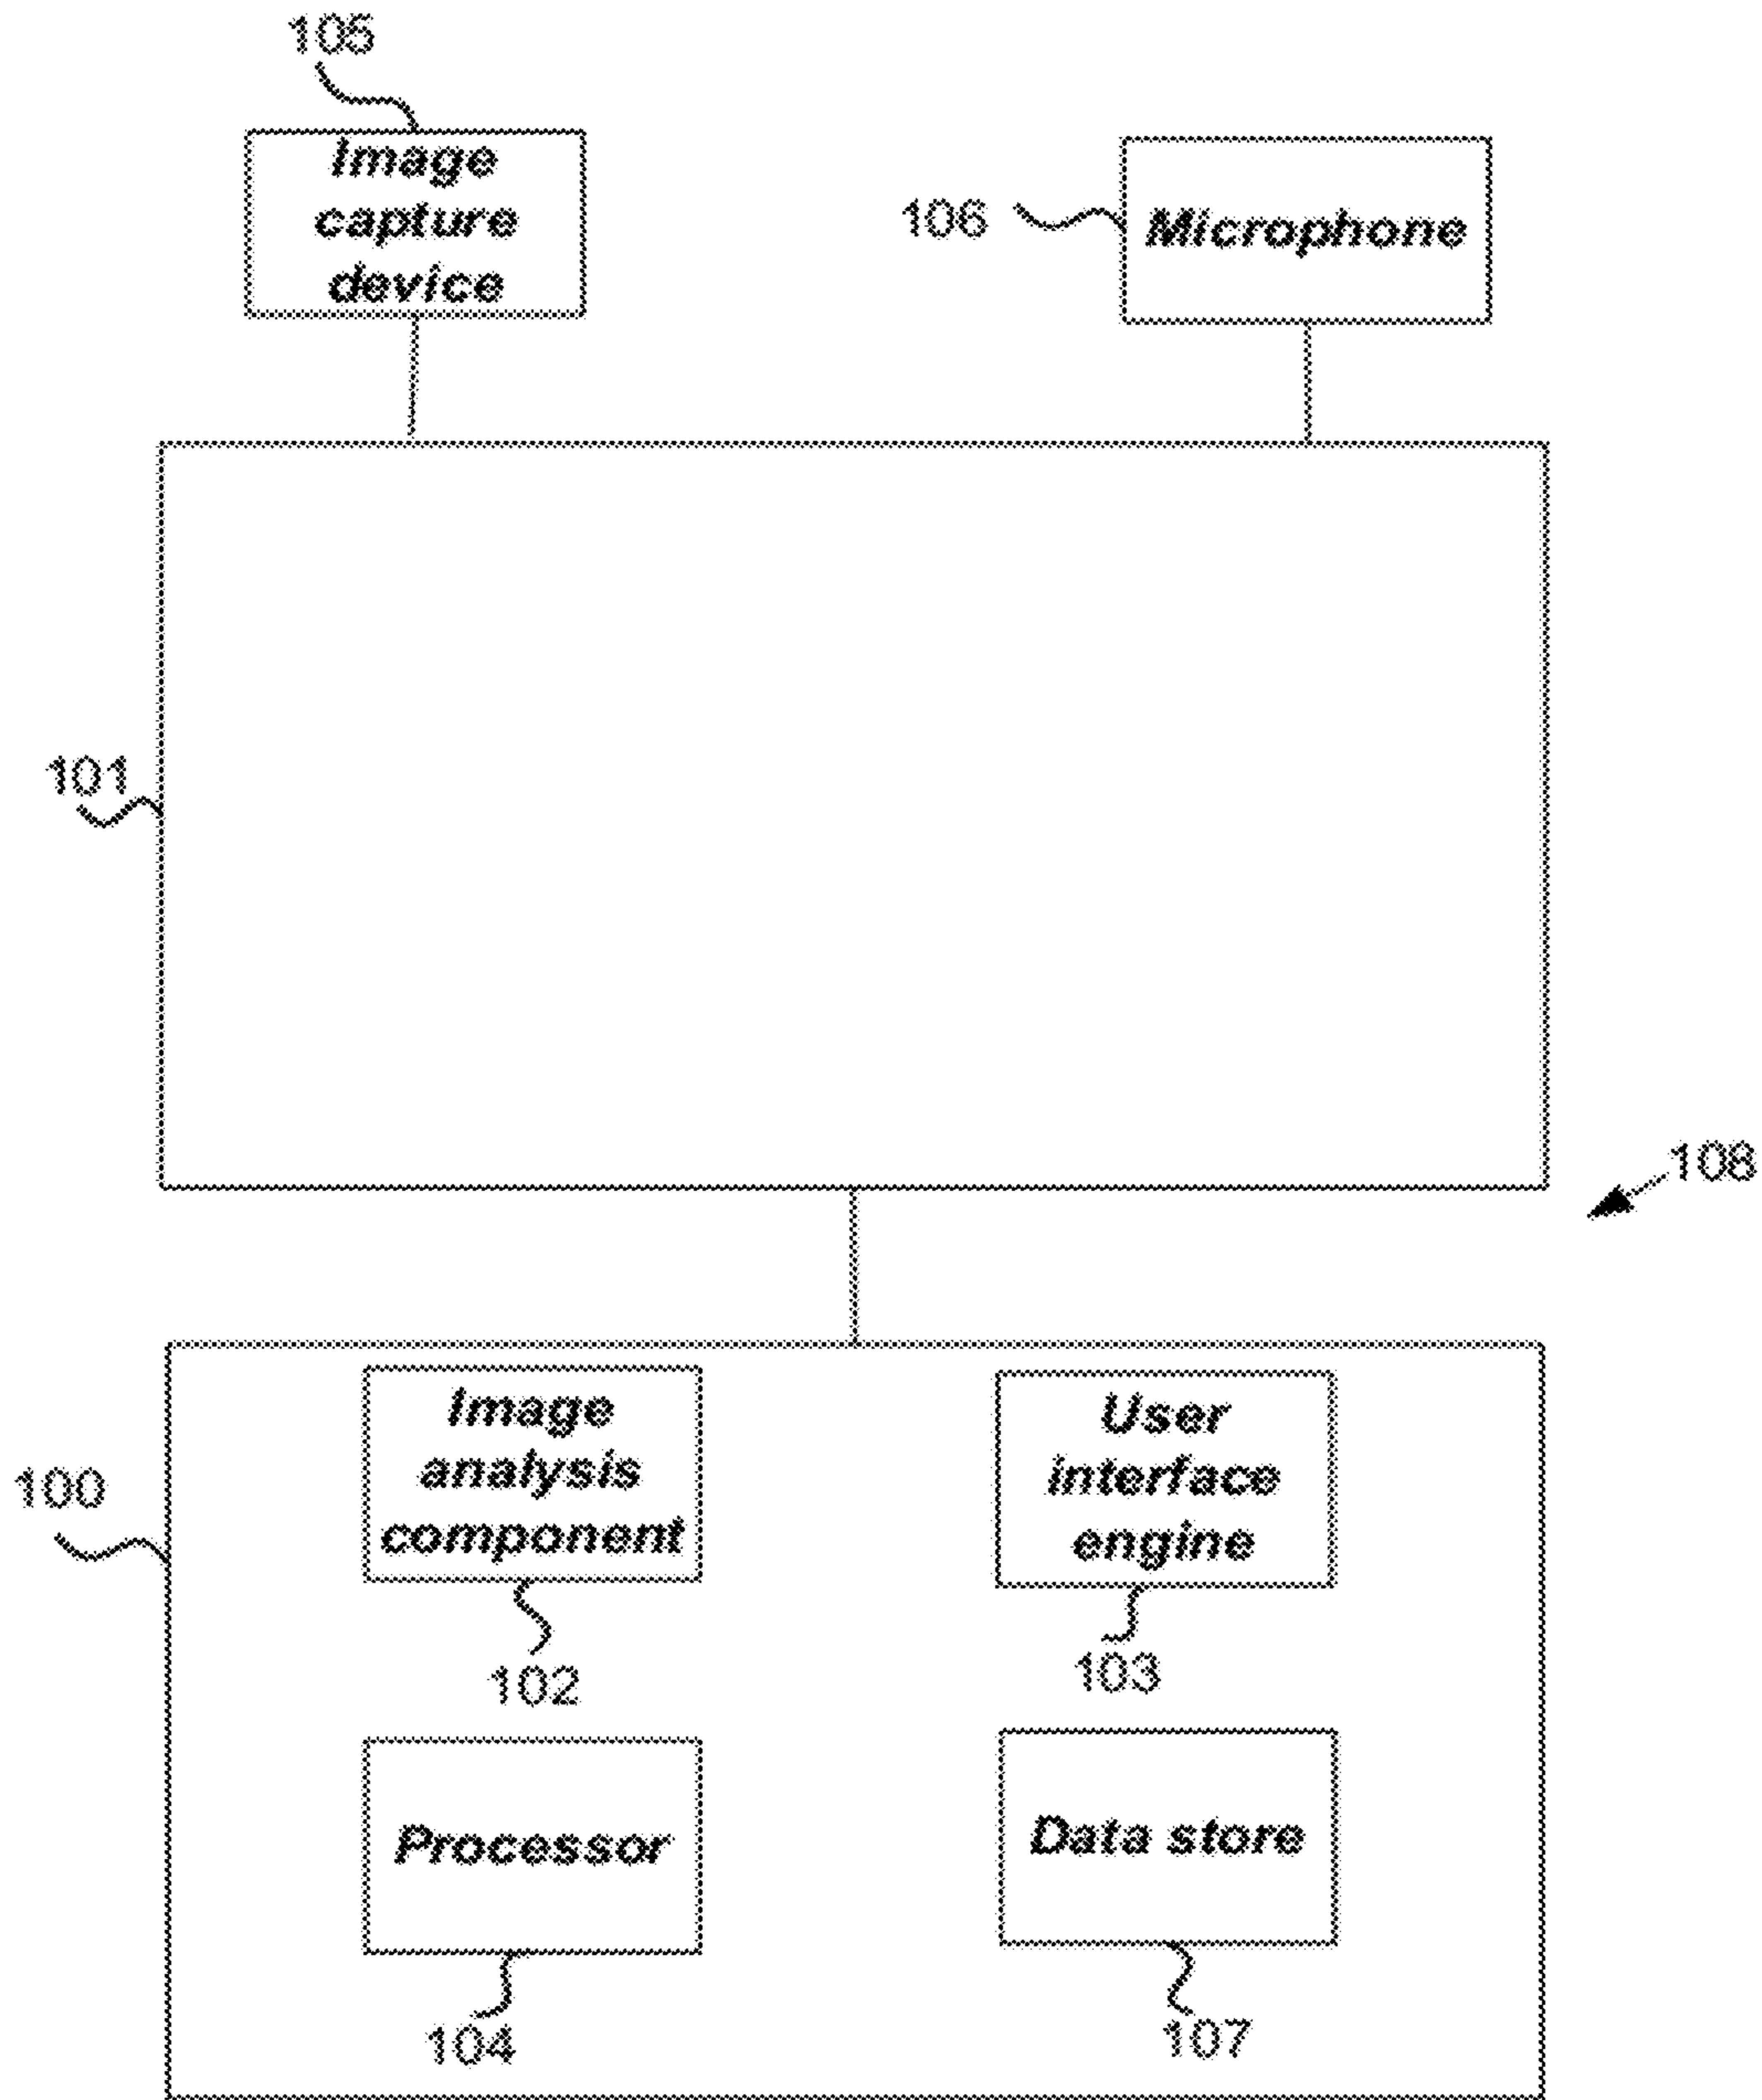 105
Image
capture
device
106
Microphone
101
108
100
Image
analysis
component
User
interface
engine
102
103
Processor
Data store
104
107